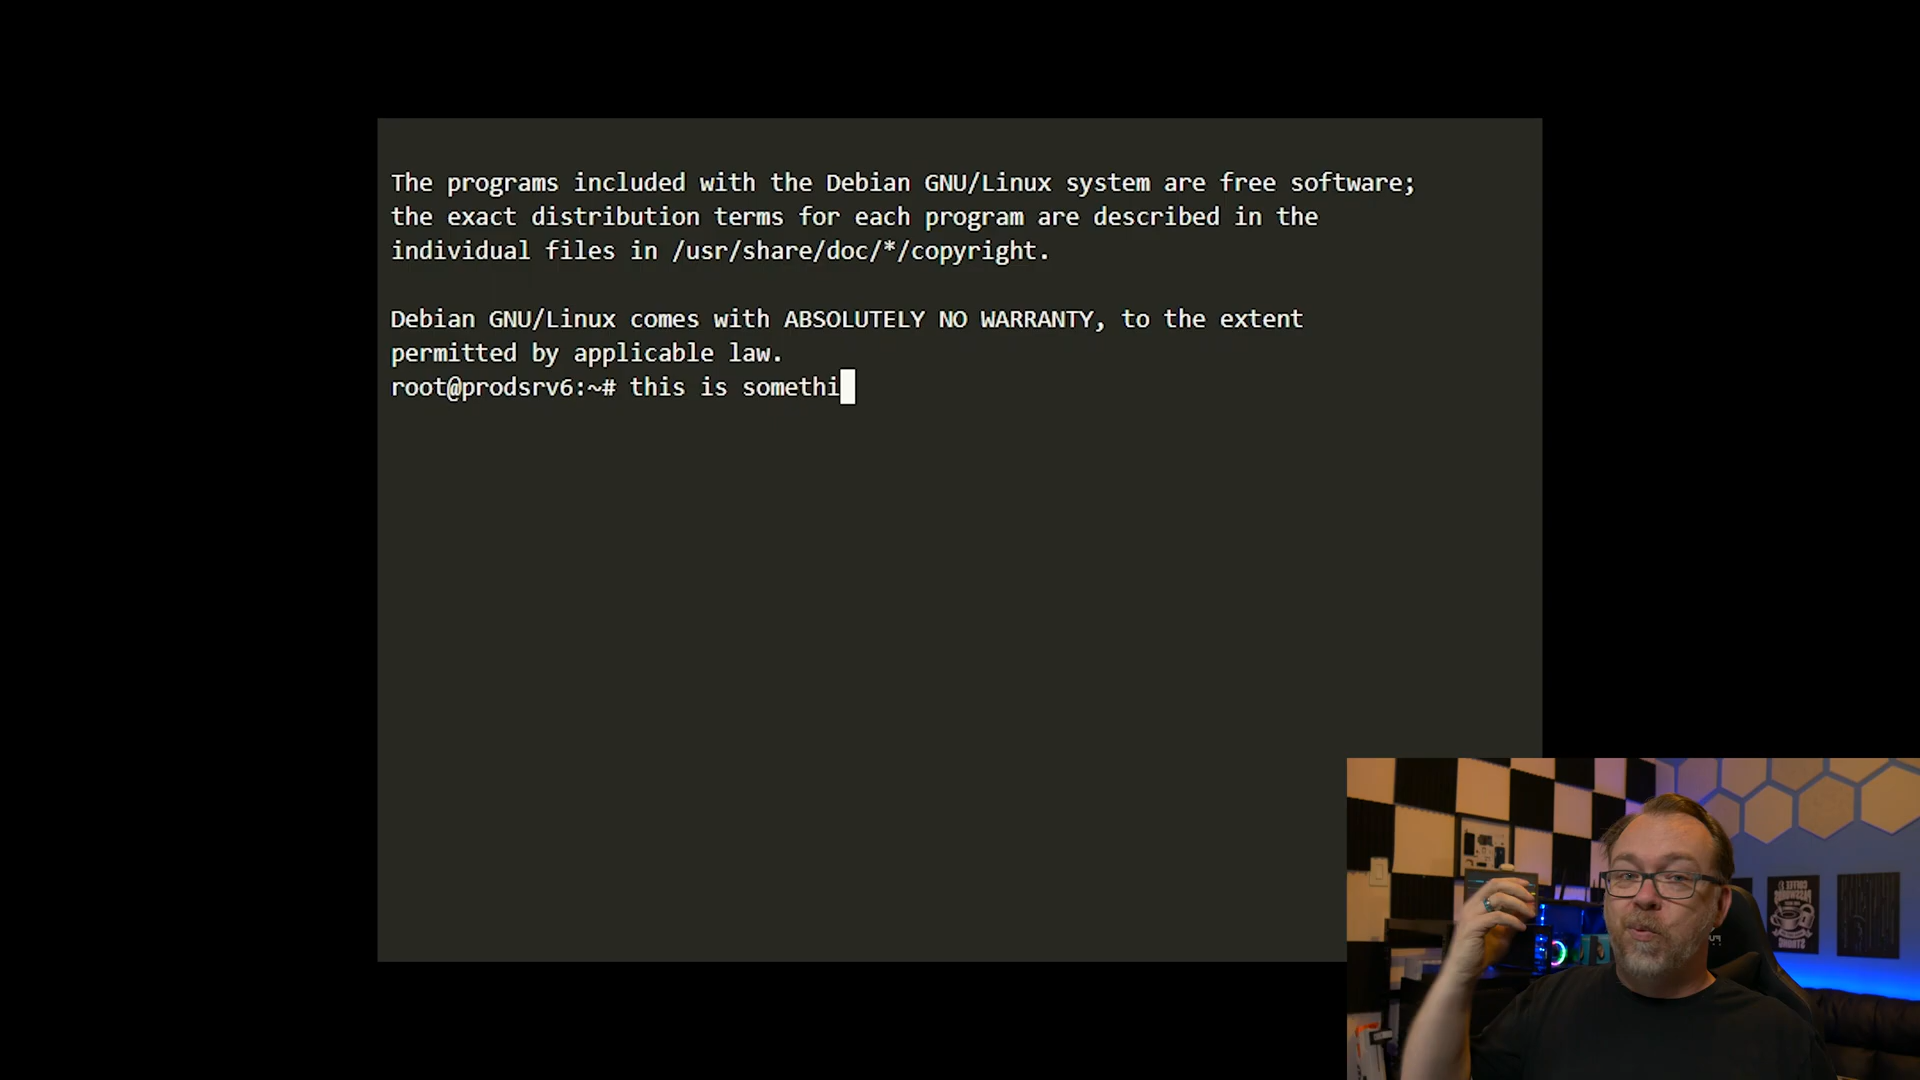 The programs included with the Debian GNU/Linux system are free software;
the exact distribution terms for each program are described in the
individual files in /usr/share/doc/*/copyright.
Debian GNU/Linux comes with ABSOLUTELY NO WARRANTY, to the extent
permitted by applicable law.
root@prodsrv6:~# this is somethi